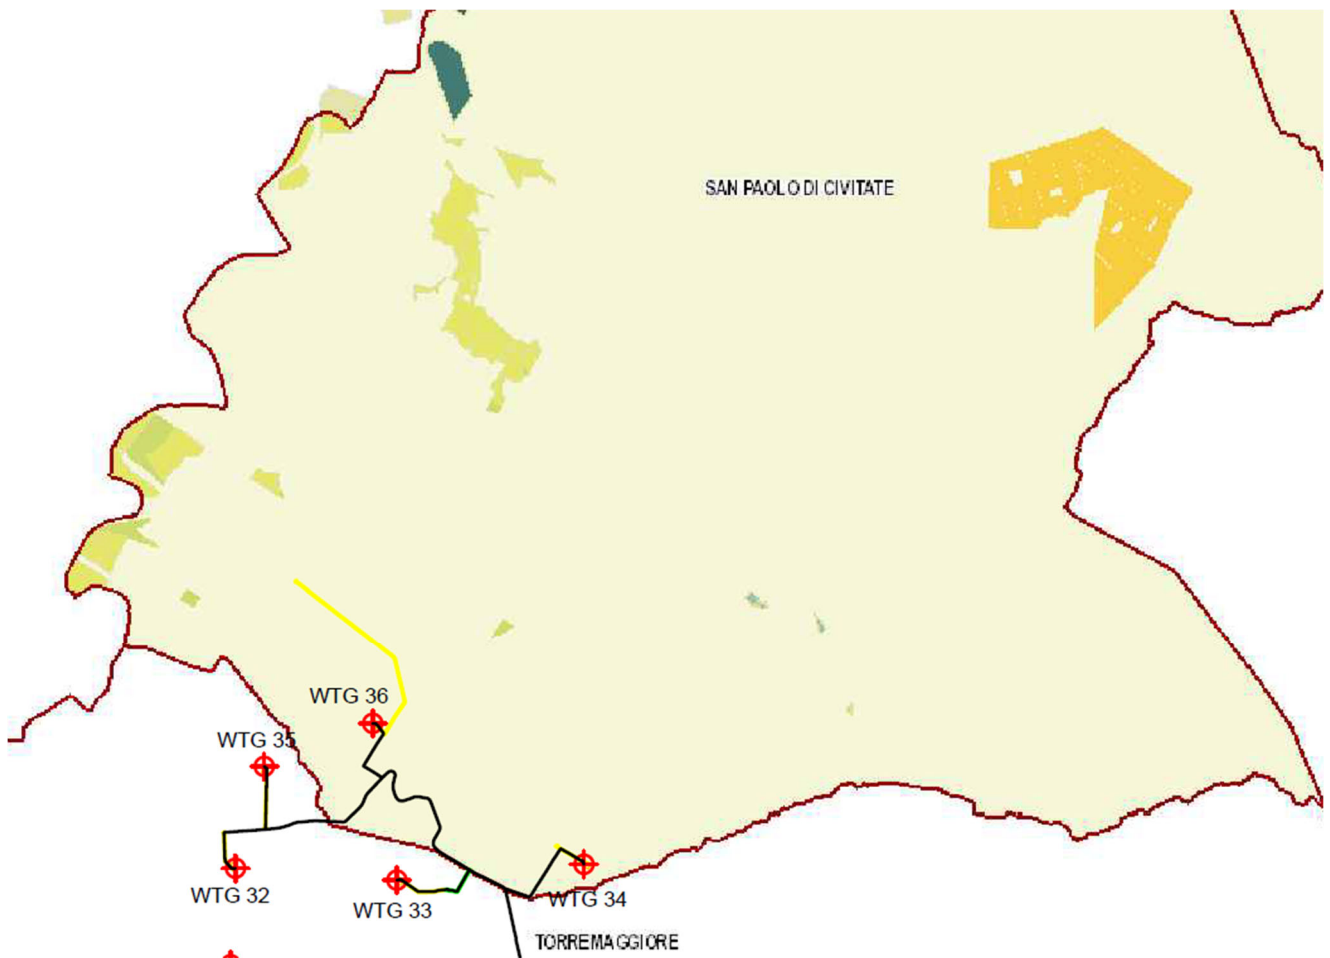 SAN PAOLO DI CIVITATE
WTG 36
WTG 35
WTG 32
WTG 33
WTG 34
TORREMAGGIORE